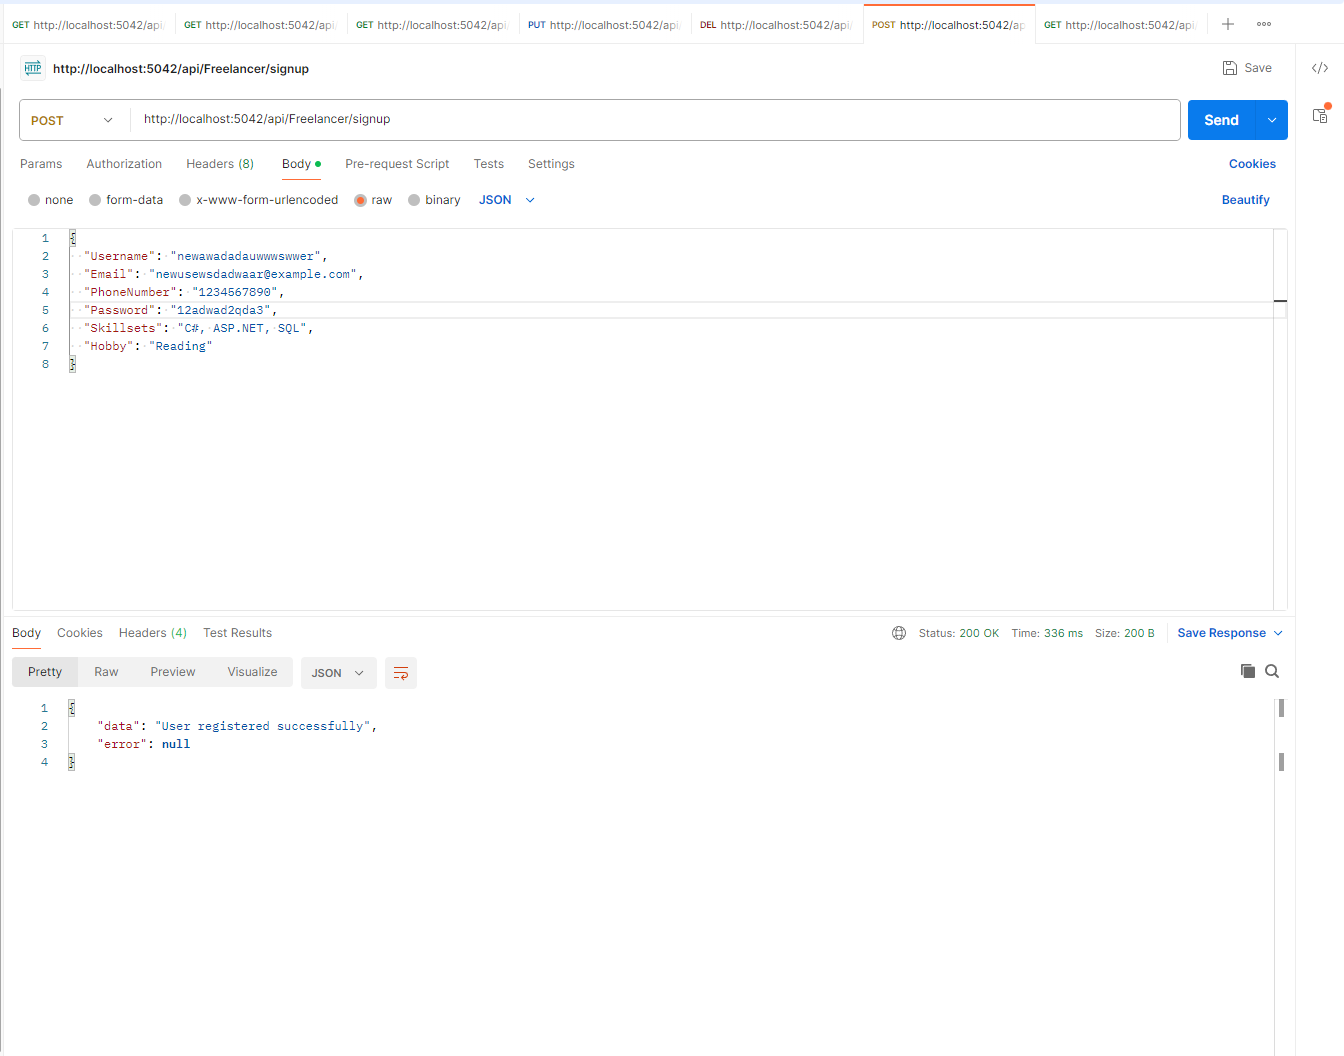 GET http://localhost:5042/api/
GET http://localhost:5042/api/
GET http://localhost:5042/api/
PUT http://localhost:5042/api/
DEL http://localhost:5042/api/
POST http://localhost:5042/ap
GET http://localhost:5042/api/
HTTP http://localhost:5042/api/Freelancer/signup
Save
</>
POST http://localhost:5042/api/Freelancer/signup
Send
Params Authorization Headers (8) Body Pre-request Script Tests Settings Cookies
none form-data x-www-form-urlencoded raw binary JSON Beautify
1 {
2 "Username": "newawadadauwwwswwer",
3 "Email": "newusewsdadwaar@example.com",
4 "PhoneNumber": "1234567890",
5 "Password": "12adwad2qda3",
6 "Skillsets": "C#, ASP.NET, SQL",
7 "Hobby": "Reading"
8 }
Body Cookies Headers (4) Test Results Status: 200 OK Time: 336 ms Size: 200 B Save Response
Pretty Raw Preview Visualize JSON
1 {
2 "data": "User registered successfully",
3 "error": null
4 }